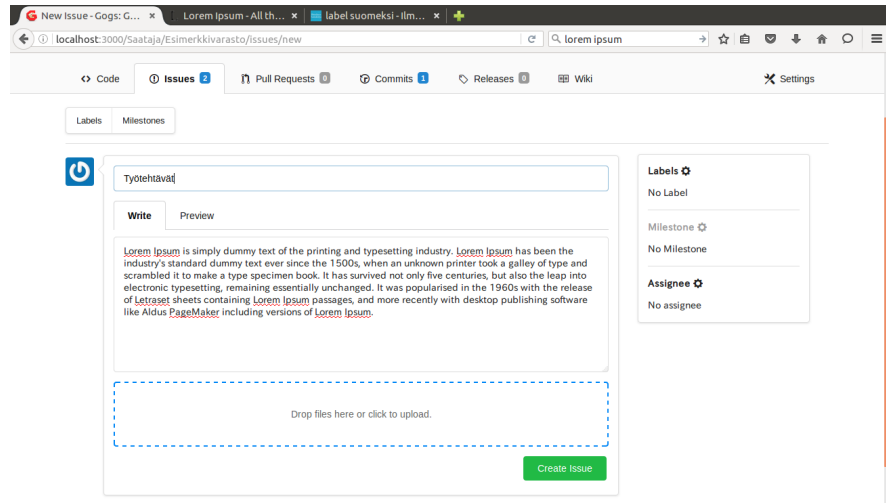 New Issue - Gogs: G... × Lorem Ipsum - All th... × label suomeksi - Ilm... ×
localhost:3000/Saataja/Esimerkkivarasto/issues/new lorem ipsum
Code Issues 2 Pull Requests 0 Commits 1 Releases 0 Wiki Settings
Labels Milestones
Työtehtävät
Write Preview
Lorem Ipsum is simply dummy text of the printing and typesetting industry. Lorem Ipsum has been the
industry's standard dummy text ever since the 1500s, when an unknown printer took a galley of type and
scrambled it to make a type specimen book. It has survived not only five centuries, but also the leap into
electronic typesetting, remaining essentially unchanged. It was popularised in the 1960s with the release
of Letraset sheets containing Lorem Ipsum passages, and more recently with desktop publishing software
like Aldus PageMaker including versions of Lorem Ipsum.
Drop files here or click to upload.
Create Issue
Labels
No Label
Milestone
No Milestone
Assignee
No assignee